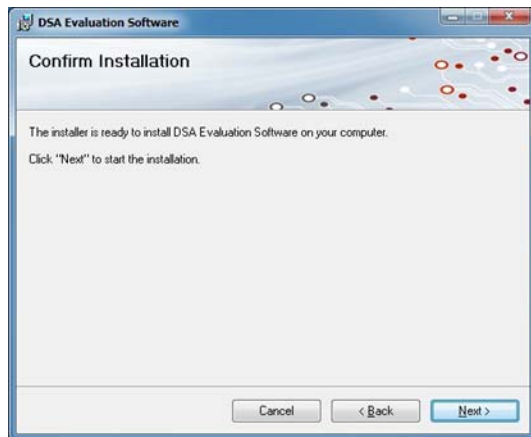 DSA Evaluation Software
Confirm Installation
The installer is ready to install DSA Evaluation Software on your computer.
Click "Next" to start the installation.
Cancel
< Back
Next >